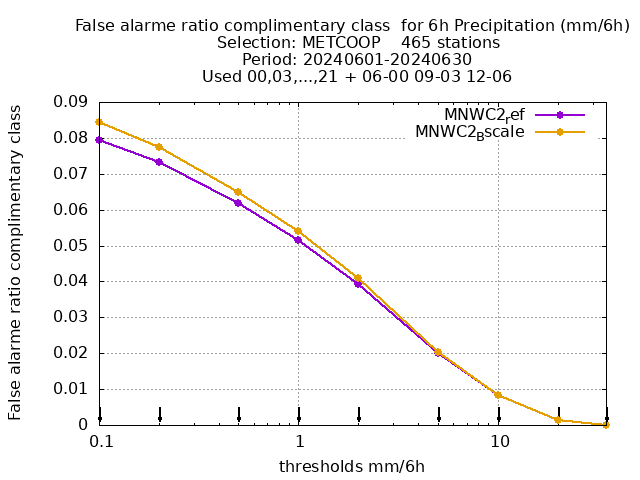 False alarme ratio complimentary class  for 6h Precipitation (mm/6h)
Selection: METCOOP    465 stations
Period: 20240601-20240630
Used 00,03,...,21 + 06-00 09-03 12-06
False alarme ratio complimentary class
0.09
0.08
0.07
0.06
0.05
0.04
0.03
0.02
0.01
0
MNWC2ref
MNWC2Bscale
0.1
1
10
thresholds mm/6h